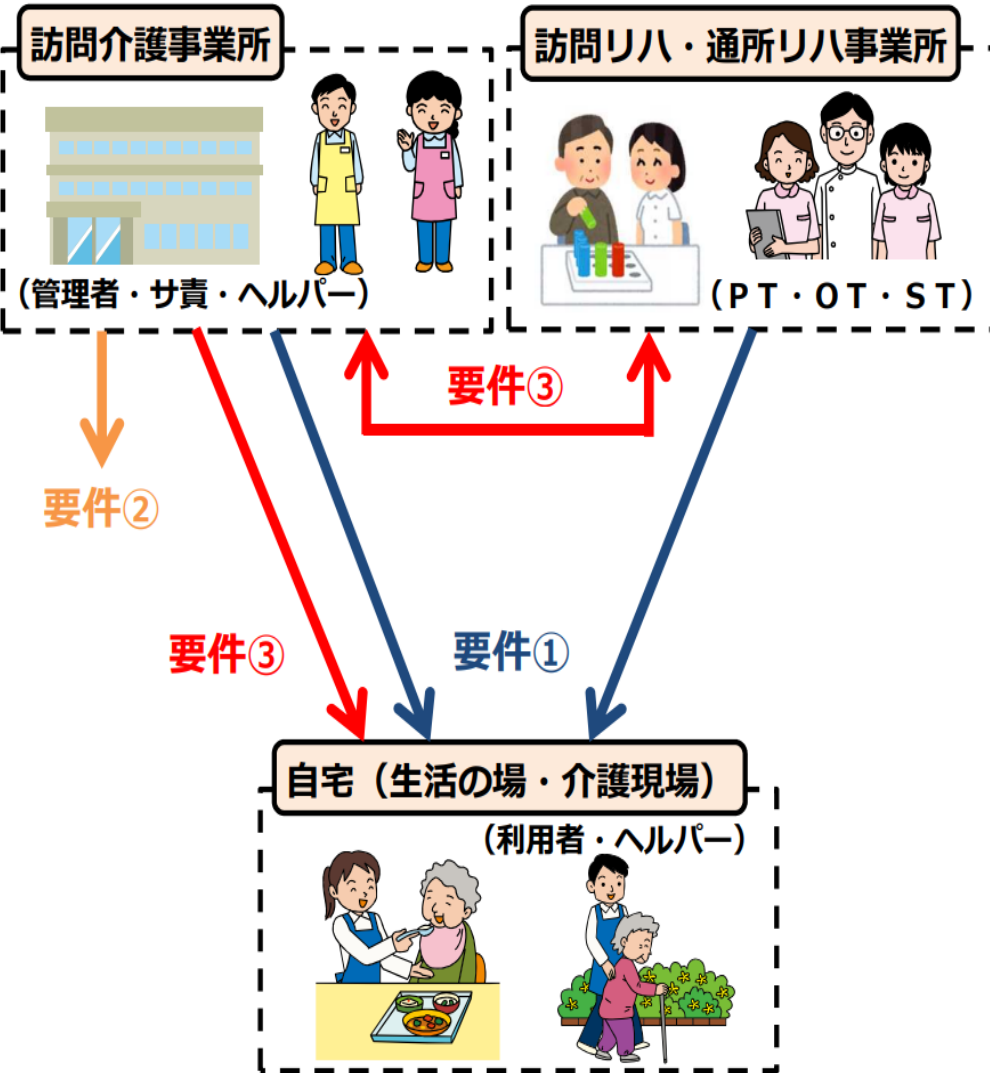 訪問介護事業所
訪問リハ・通所リハ事業所
（管理者・サ責・ヘルパー）
（ＰＴ・ＯＴ・ＳＴ）
要件③
要件②
要件③
要件①
自宅（生活の場・介護現場）
（利用者・ヘルパー）